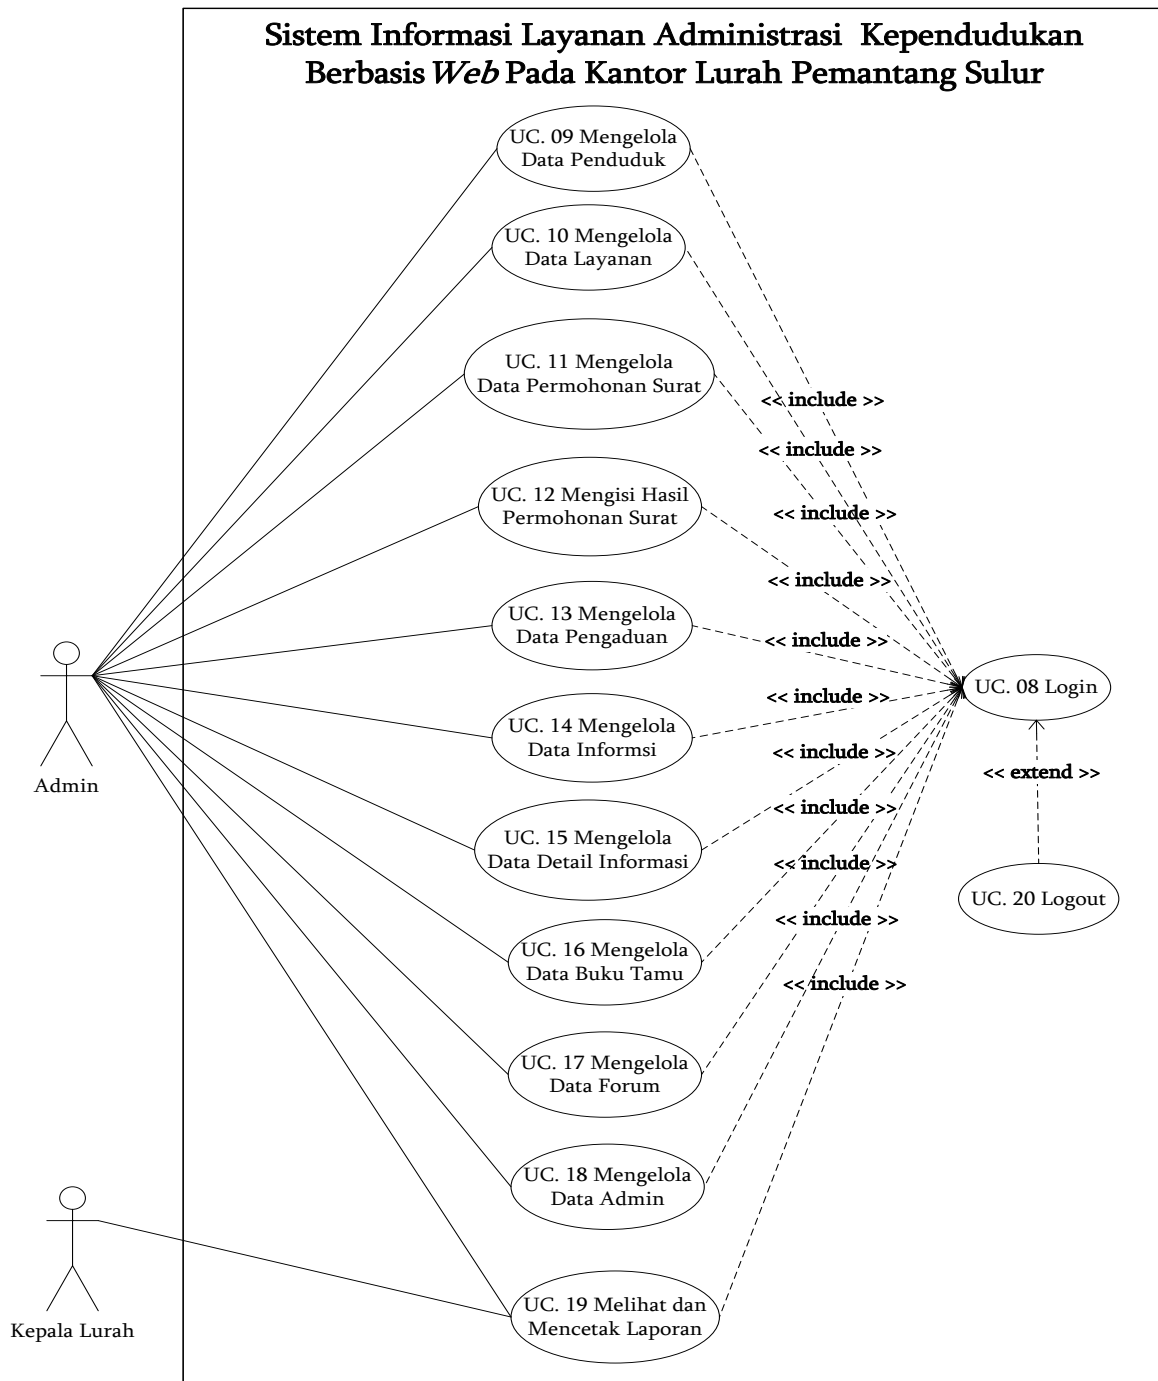 Sistem Informasi Layanan Administrasi Kependudukan
Berbasis Web Pada Kantor Lurah Pemantang Sulur
UC. 09 Mengelola
Data Penduduk
UC. 10 Mengelola
Data Layanan
UC. 11 Mengelola
Data Permohonan Surat
<< include >>
<< include >>
UC. 12 Mengisi Hasil
Permohonan Surat
<< include >>
<< include >>
UC. 13 Mengelola
Data Pengaduan
<< include >>
UC. 08 Login
<< include >>
UC. 14 Mengelola
Data Informsi
<< include >>
<< extend >>
Admin
<< include >>
UC. 15 Mengelola
Data Detail Informasi
<< include >>
UC. 20 Logout
<< include >>
UC. 16 Mengelola
Data Buku Tamu
<< include >>
UC. 17 Mengelola
Data Forum
UC. 18 Mengelola
Data Admin
UC. 19 Melihat dan
Mencetak Laporan
Kepala Lurah